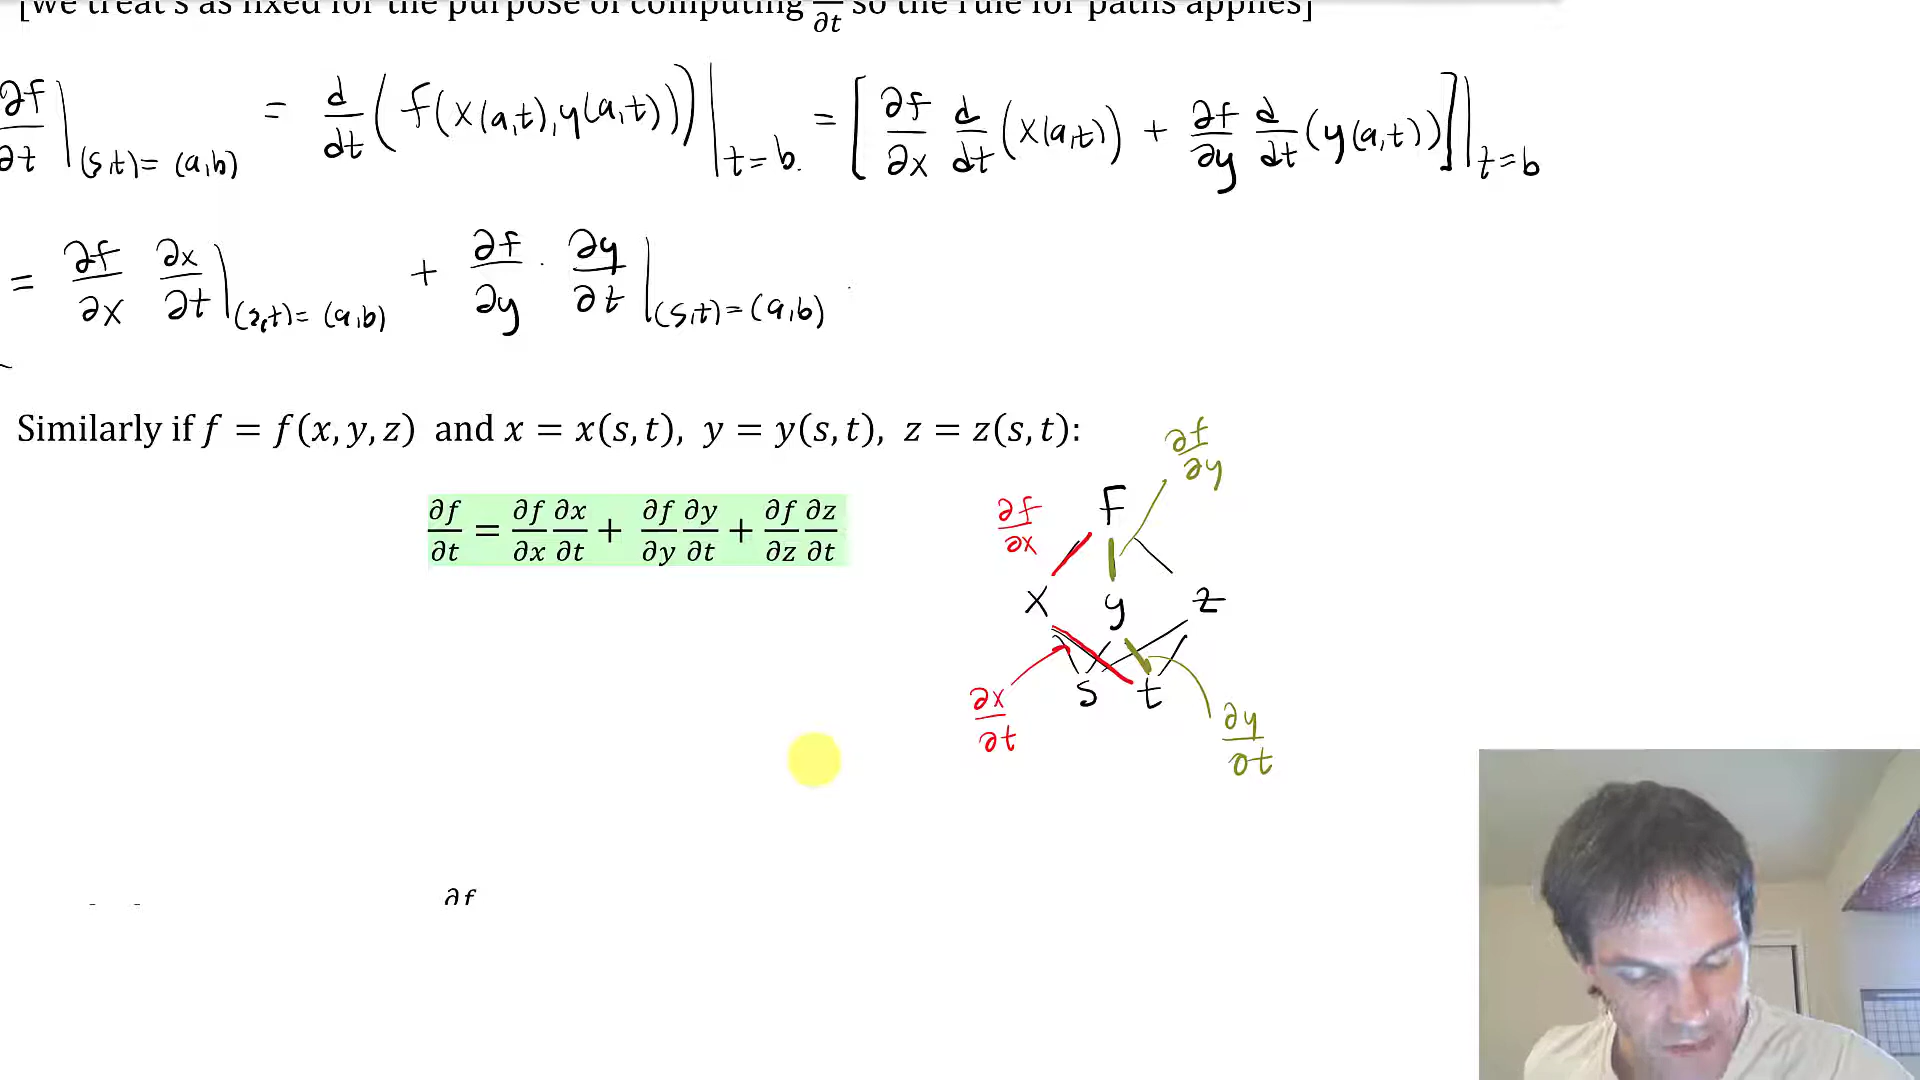 [we treat s as fixed for the purpose of computing ∂t so the rule for paths applies]
∂f/∂t |(s,t)=(a,b) = d/dt ( f(x(a,t), y(a,t)) ) |t=b. = [ ∂f/∂x d/dt (x(a,t)) + ∂f/∂y d/dt (y(a,t)) ] |t=b
= ∂f/∂x ∂x/∂t |(s,t)=(a,b) + ∂f/∂y · ∂y/∂t |(s,t)=(a,b)
Similarly if f = f(x, y, z) and x = x(s, t), y = y(s, t), z = z(s, t):
∂f/∂y
∂f/∂t = ∂f/∂x ∂x/∂t + ∂f/∂y ∂y/∂t + ∂f/∂z ∂z/∂t
∂f/∂x F
x y z
s t
∂x/∂t ∂y/∂t
∂f